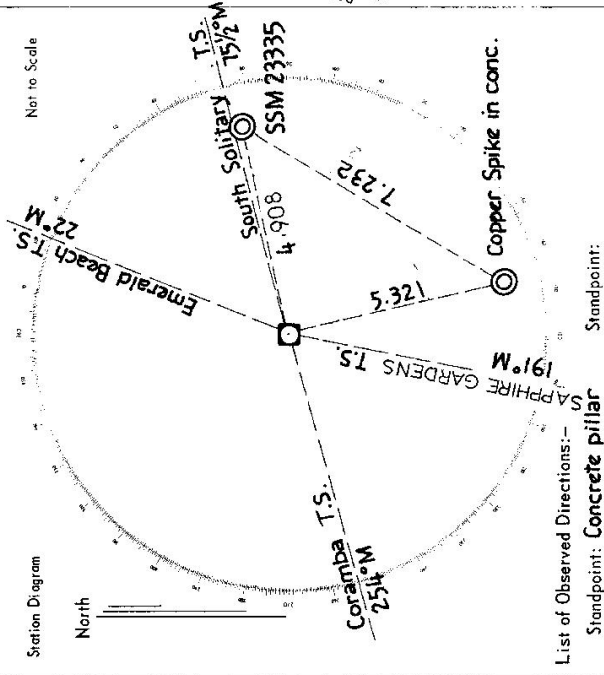 Station Diagram
Not to Scale
North
Emerald Beach T.S.
22°M
South Solitary T.S.
75½°M
SSM 23335
4.908
7.232
5.321
Copper Spike in conc.
SAPPHIRE GARDENS T.S.
191°M
Coramba T.S.
254°M
List of Observed Directions:-
Standpoint: Concrete pillar
Standpoint: